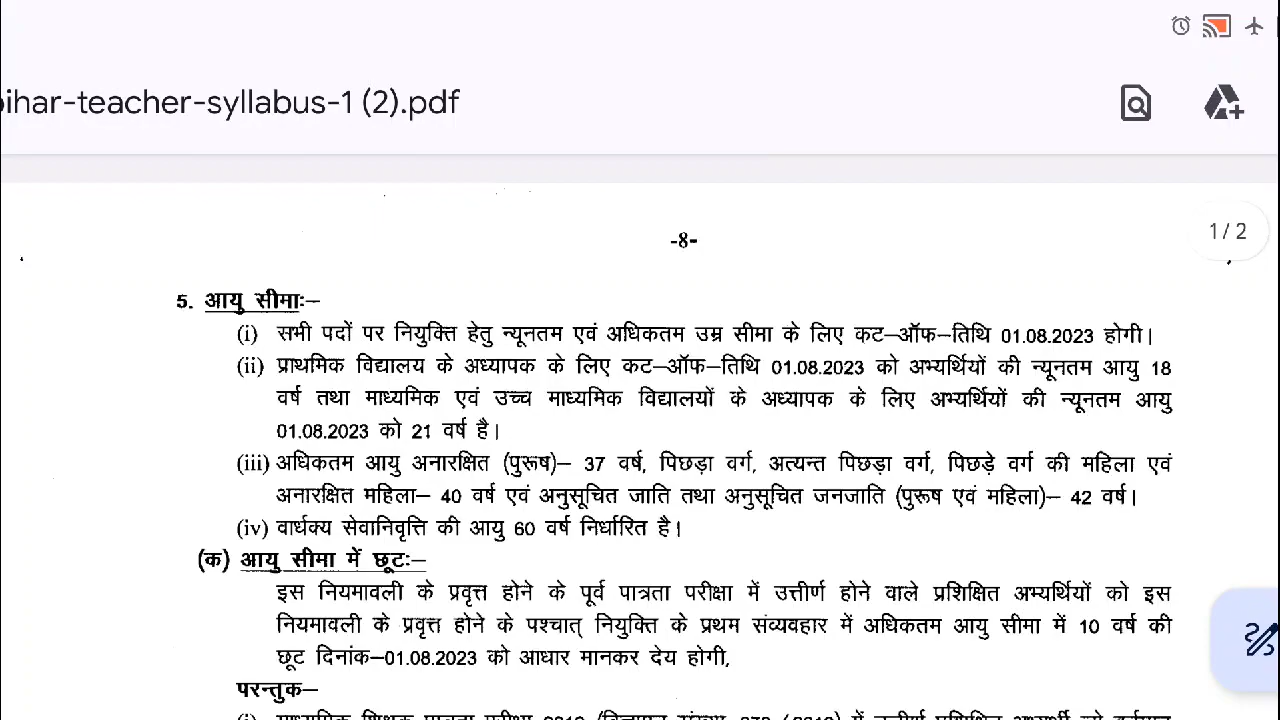 bihar-teacher-syllabus-1 (2).pdf
1 / 2
-8-
5. आयु सीमाः–
(i) सभी पदों पर नियुक्ति हेतु न्यूनतम एवं अधिकतम उम्र सीमा के लिए कट–ऑफ–तिथि 01.08.2023 होगी।
(ii) प्राथमिक विद्यालय के अध्यापक के लिए कट–ऑफ–तिथि 01.08.2023 को अभ्यर्थियों की न्यूनतम आयु 18
वर्ष तथा माध्यमिक एवं उच्च माध्यमिक विद्यालयों के अध्यापक के लिए अभ्यर्थियों की न्यूनतम आयु
01.08.2023 को 21 वर्ष है।
(iii) अधिकतम आयु अनारक्षित (पुरूष)– 37 वर्ष, पिछड़ा वर्ग, अत्यन्त पिछड़ा वर्ग, पिछड़े वर्ग की महिला एवं
अनारक्षित महिला– 40 वर्ष एवं अनुसूचित जाति तथा अनुसूचित जनजाति (पुरूष एवं महिला)– 42 वर्ष।
(iv) वार्धक्य सेवानिवृत्ति की आयु 60 वर्ष निर्धारित है।
(क) आयु सीमा में छूटः–
इस नियमावली के प्रवृत्त होने के पूर्व पात्रता परीक्षा में उत्तीर्ण होने वाले प्रशिक्षित अभ्यर्थियों को इस
नियमावली के प्रवृत्त होने के पश्चात् नियुक्ति के प्रथम संव्यवहार में अधिकतम आयु सीमा में 10 वर्ष की
छूट दिनांक–01.08.2023 को आधार मानकर देय होगी,
परन्तुक–